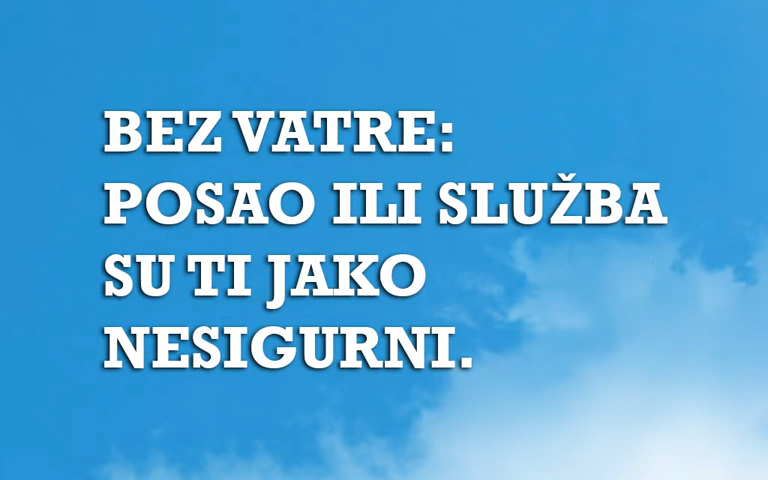 BEZ VATRE:
POSAO ILI SLUŽBA
SU TI JAKO
NESIGURNI.